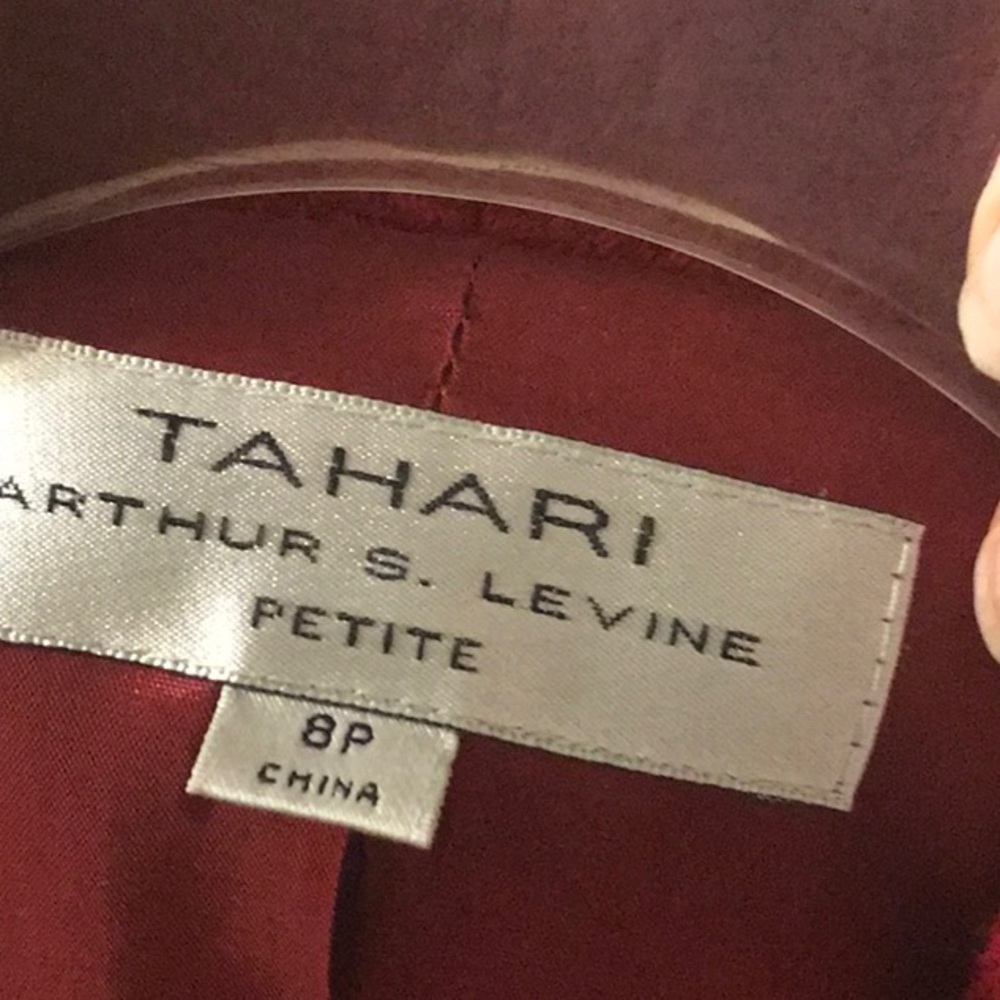 TAHARI
ARTHUR S. LEVINE
PETITE
8P
CHINA